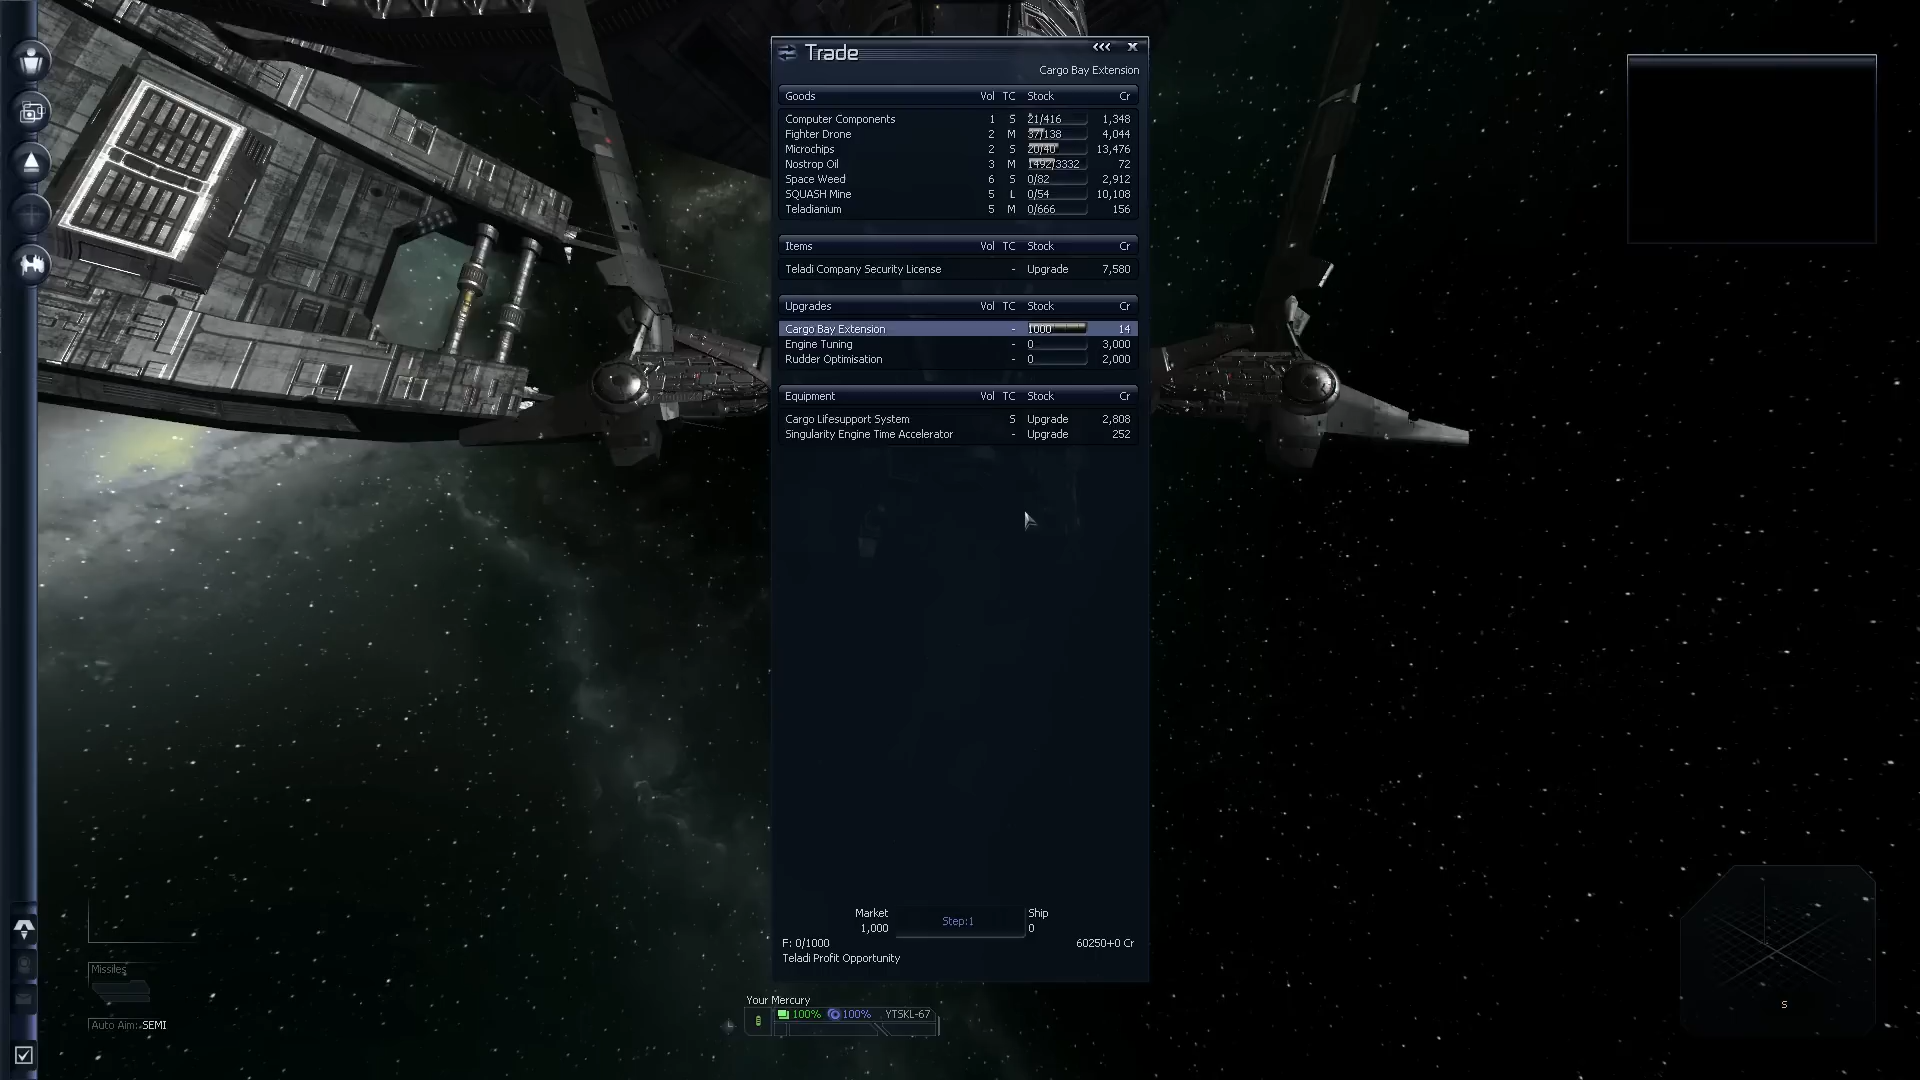 Trade
Cargo Bay Extension
Goods Vol TC Stock Cr
Computer Components 1 S 21/416 1,348
Fighter Drone 2 M 37/138 4,044
Microchips 2 S 20/40 13,476
Nostrop Oil 3 M 1492/3332 72
Space Weed 6 S 0/82 2,912
SQUASH Mine 5 L 0/54 10,108
Teladianium 5 M 0/666 156
Items Vol TC Stock Cr
Teladi Company Security License - Upgrade 7,580
Upgrades Vol TC Stock Cr
Cargo Bay Extension - 1000 14
Engine Tuning - 0 3,000
Rudder Optimisation - 0 2,000
Equipment Vol TC Stock Cr
Cargo Lifesupport System S Upgrade 2,808
Singularity Engine Time Accelerator - Upgrade 252
Market Ship
1,000 Step:1 0
F: 0/1000 60250+0 Cr
Teladi Profit Opportunity
Missiles
Auto Aim: SEMI
Your Mercury
100% 100% YTSKL-67
S